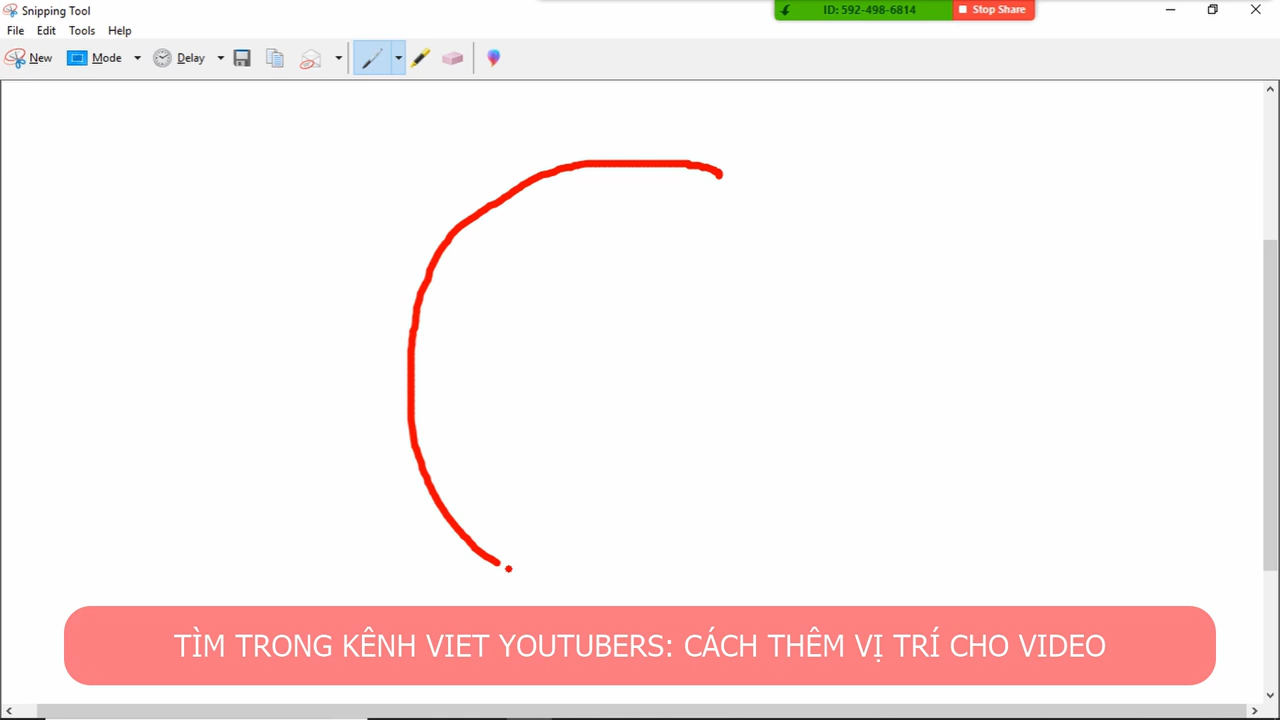 Snipping Tool
ID: 592-498-6814
Stop Share
File Edit Tools Help
New Mode Delay
TÌM TRONG KÊNH VIET YOUTUBERS: CÁCH THÊM VỊ TRÍ CHO VIDEO